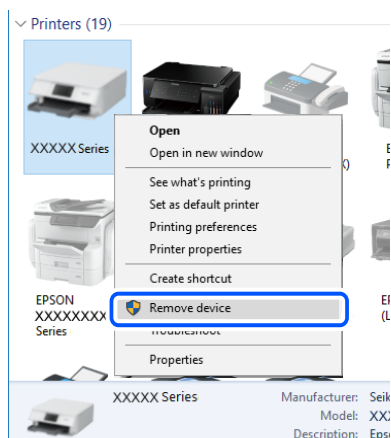 Printers (19)
XXXXX Series
Open
Open in new window
See what's printing
Set as default printer
Printing preferences
Printer properties
Create shortcut
Remove device
Troubleshoot
Properties
EPSON
XXXXXXXX
Series
XXXXX Series
Manufacturer:
Model:
Description: